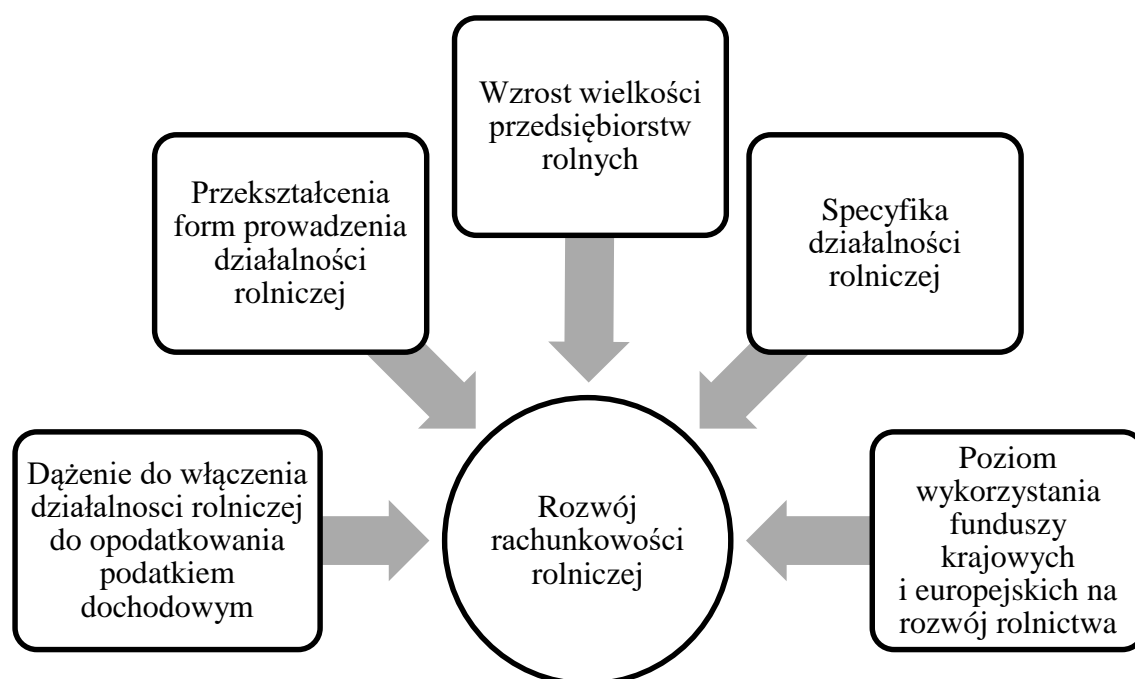 Wzrost wielkości
przedsiębiorstw
rolnych
Przekształcenia
form prowadzenia
działalności
rolniczej
Specyfika
działalności
rolniczej
Dążenie do włączenia
działalnosci rolniczej
do opodatkowania
podatkiem
dochodowym
Rozwój
rachunkowości
rolniczej
Poziom
wykorzystania
funduszy
krajowych
i europejskich na
rozwój rolnictwa